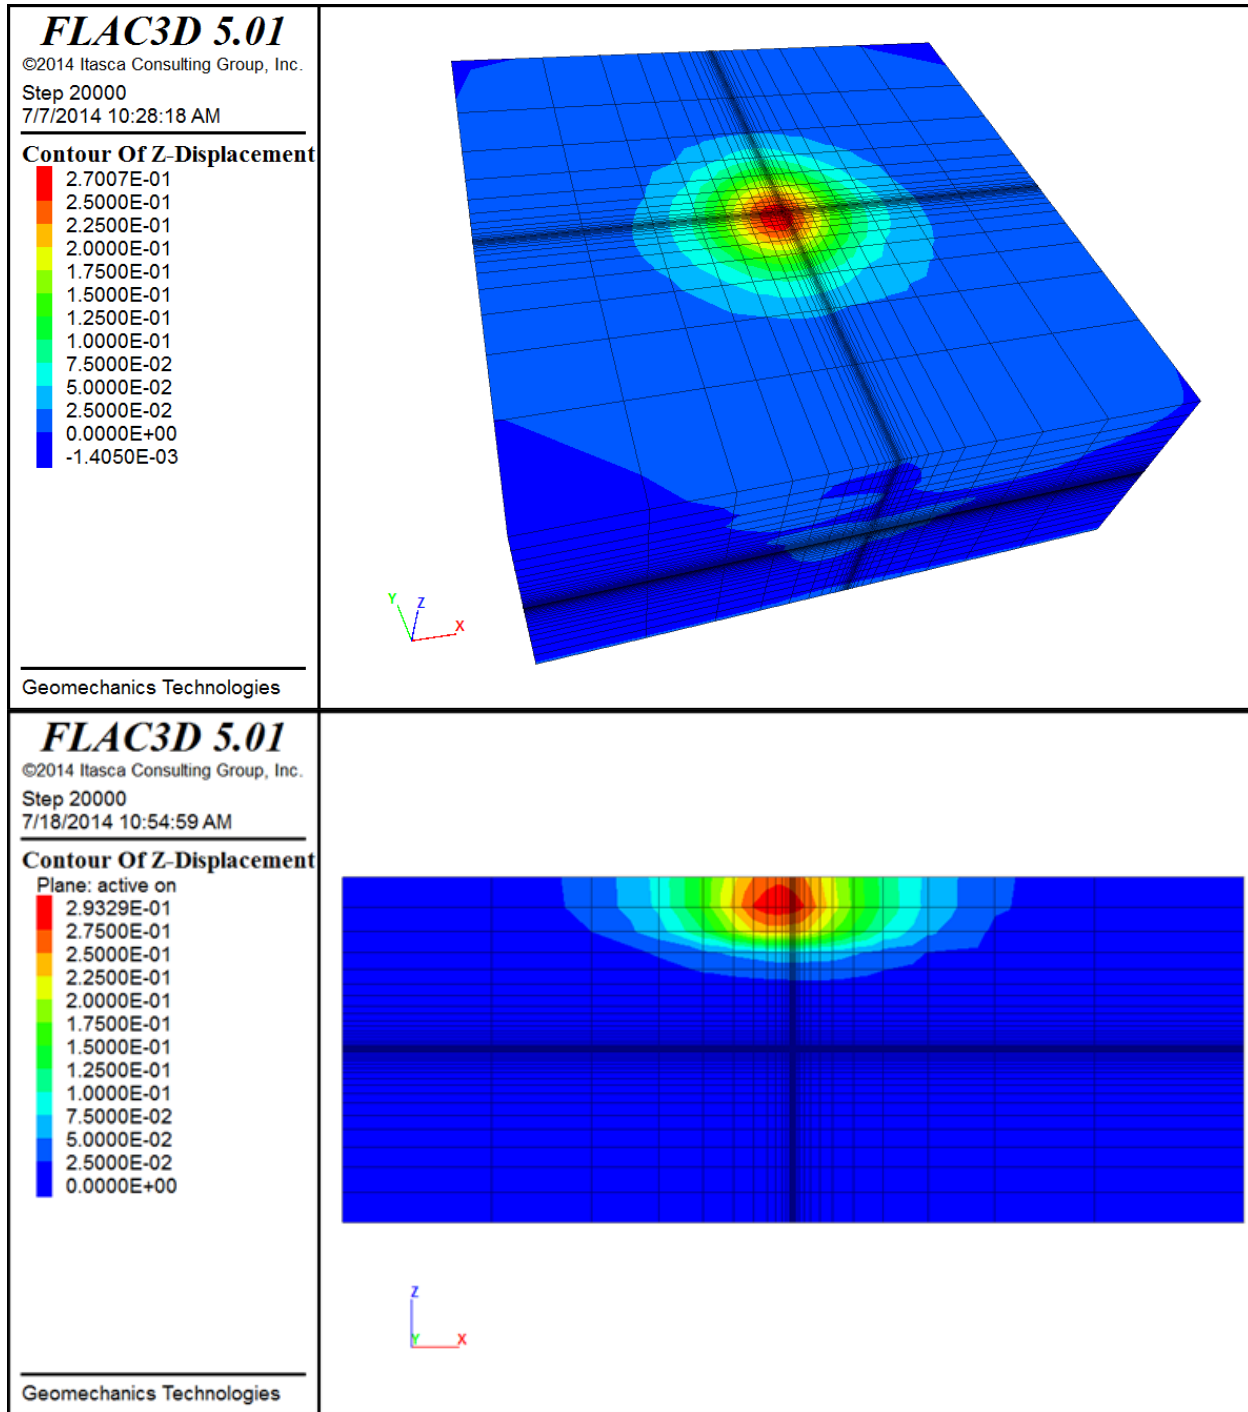 FLAC3D 5.01
©2014 Itasca Consulting Group, Inc.
Step 20000
7/7/2014 10:28:18 AM
Contour Of Z-Displacement
2.7007E-01
2.5000E-01
2.2500E-01
2.0000E-01
1.7500E-01
1.5000E-01
1.2500E-01
1.0000E-01
7.5000E-02
5.0000E-02
2.5000E-02
0.0000E+00
-1.4050E-03
Y
Z
X
Geomechanics Technologies
FLAC3D 5.01
©2014 Itasca Consulting Group, Inc.
Step 20000
7/18/2014 10:54:59 AM
Contour Of Z-Displacement
Plane: active on
2.9329E-01
2.7500E-01
2.5000E-01
2.2500E-01
2.0000E-01
1.7500E-01
1.5000E-01
1.2500E-01
1.0000E-01
7.5000E-02
5.0000E-02
2.5000E-02
0.0000E+00
Z
Y
X
Geomechanics Technologies